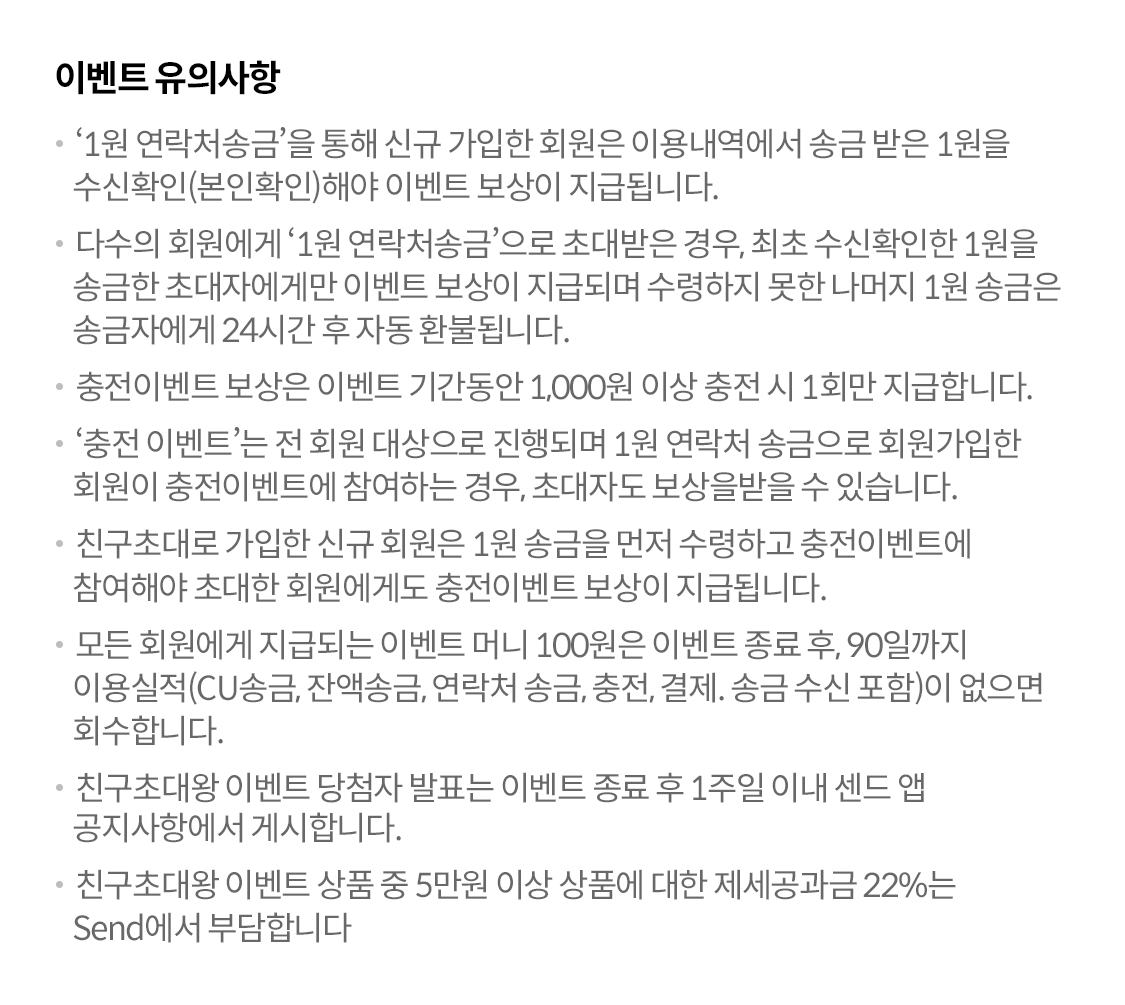 이벤트 유의사항
• ‘1원 연락처송금’을 통해 신규 가입한 회원은 이용내역에서 송금 받은 1원을
수신확인(본인확인)해야 이벤트 보상이 지급됩니다.
• 다수의 회원에게 ‘1원 연락처송금’으로 초대받은 경우, 최초 수신확인한 1원을
송금한 초대자에게만 이벤트 보상이 지급되며 수령하지 못한 나머지 1원 송금은
송금자에게 24시간 후 자동 환불됩니다.
• 충전이벤트 보상은 이벤트 기간동안 1,000원 이상 충전 시 1회만 지급합니다.
• ‘충전 이벤트’는 전 회원 대상으로 진행되며 1원 연락처 송금으로 회원가입한
회원이 충전이벤트에 참여하는 경우, 초대자도 보상을받을 수 있습니다.
• 친구초대로 가입한 신규 회원은 1원 송금을 먼저 수령하고 충전이벤트에
참여해야 초대한 회원에게도 충전이벤트 보상이 지급됩니다.
• 모든 회원에게 지급되는 이벤트 머니 100원은 이벤트 종료 후, 90일까지
이용실적(CU송금, 잔액송금, 연락처 송금, 충전, 결제. 송금 수신 포함)이 없으면
회수합니다.
• 친구초대왕 이벤트 당첨자 발표는 이벤트 종료 후 1주일 이내 센드 앱
공지사항에서 게시합니다.
• 친구초대왕 이벤트 상품 중 5만원 이상 상품에 대한 제세공과금 22%는
Send에서 부담합니다